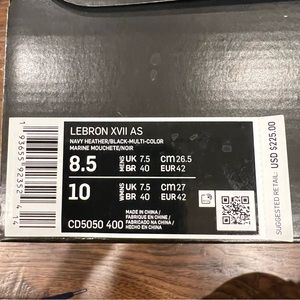 LEBRON XVII AS
NAVY HEATHER/BLACK-MULTI-COLOR
MARINE MOUCHETE/NOIR
8.5 MENS UK 7.5 CM 26.5
BR 40 EUR 42
10 WMNS UK 7.5 CM 27
BR 40 EUR 42
CD5050 400
MADE IN CHINA /
FABRIQUE EN CHINE /
FABRICADO NA CHINA /
HECHO EN CHINA
SUGGESTED RETAIL: USD $225.00